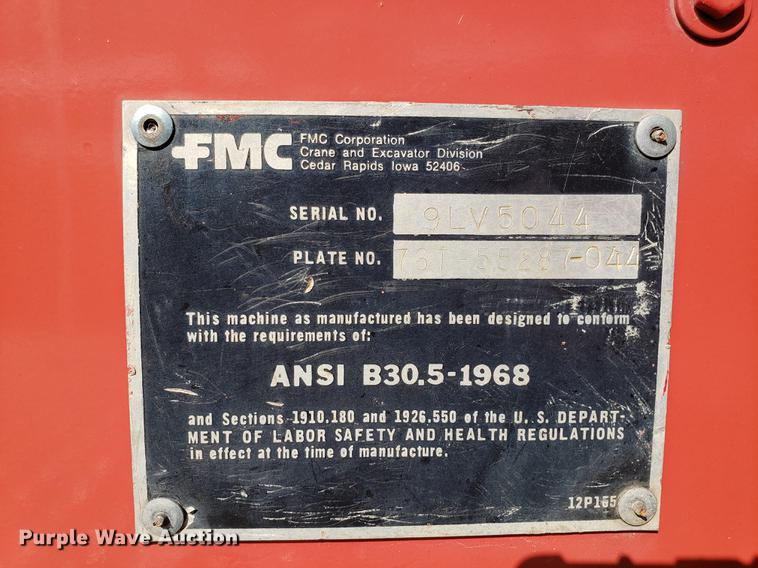 FMC
FMC Corporation
Crane and Excavator Division
Cedar Rapids Iowa 52406
SERIAL NO. 9LV5044
PLATE NO.
This machine as manufactured has been designed to conform
with the requirements of:
ANSI B30.5-1968
and Sections 1910.180 and 1926.550 of the U. S. DEPART-
MENT OF LABOR SAFETY AND HEALTH REGULATIONS
in effect at the time of manufacture.
Purple Wave Auction